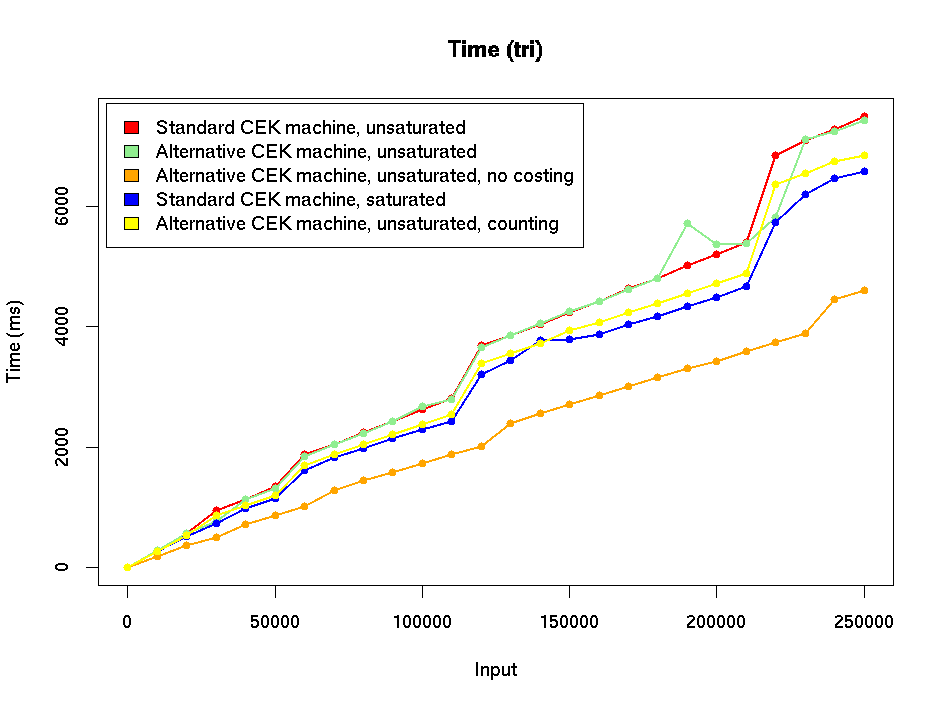 Time (tri)
Standard CEK machine, unsaturated
Alternative CEK machine, unsaturated
Alternative CEK machine, unsaturated, no costing
Standard CEK machine, saturated
Alternative CEK machine, unsaturated, counting
Time (ms)
6000
4000
2000
0
0 50000 100000 150000 200000 250000
Input